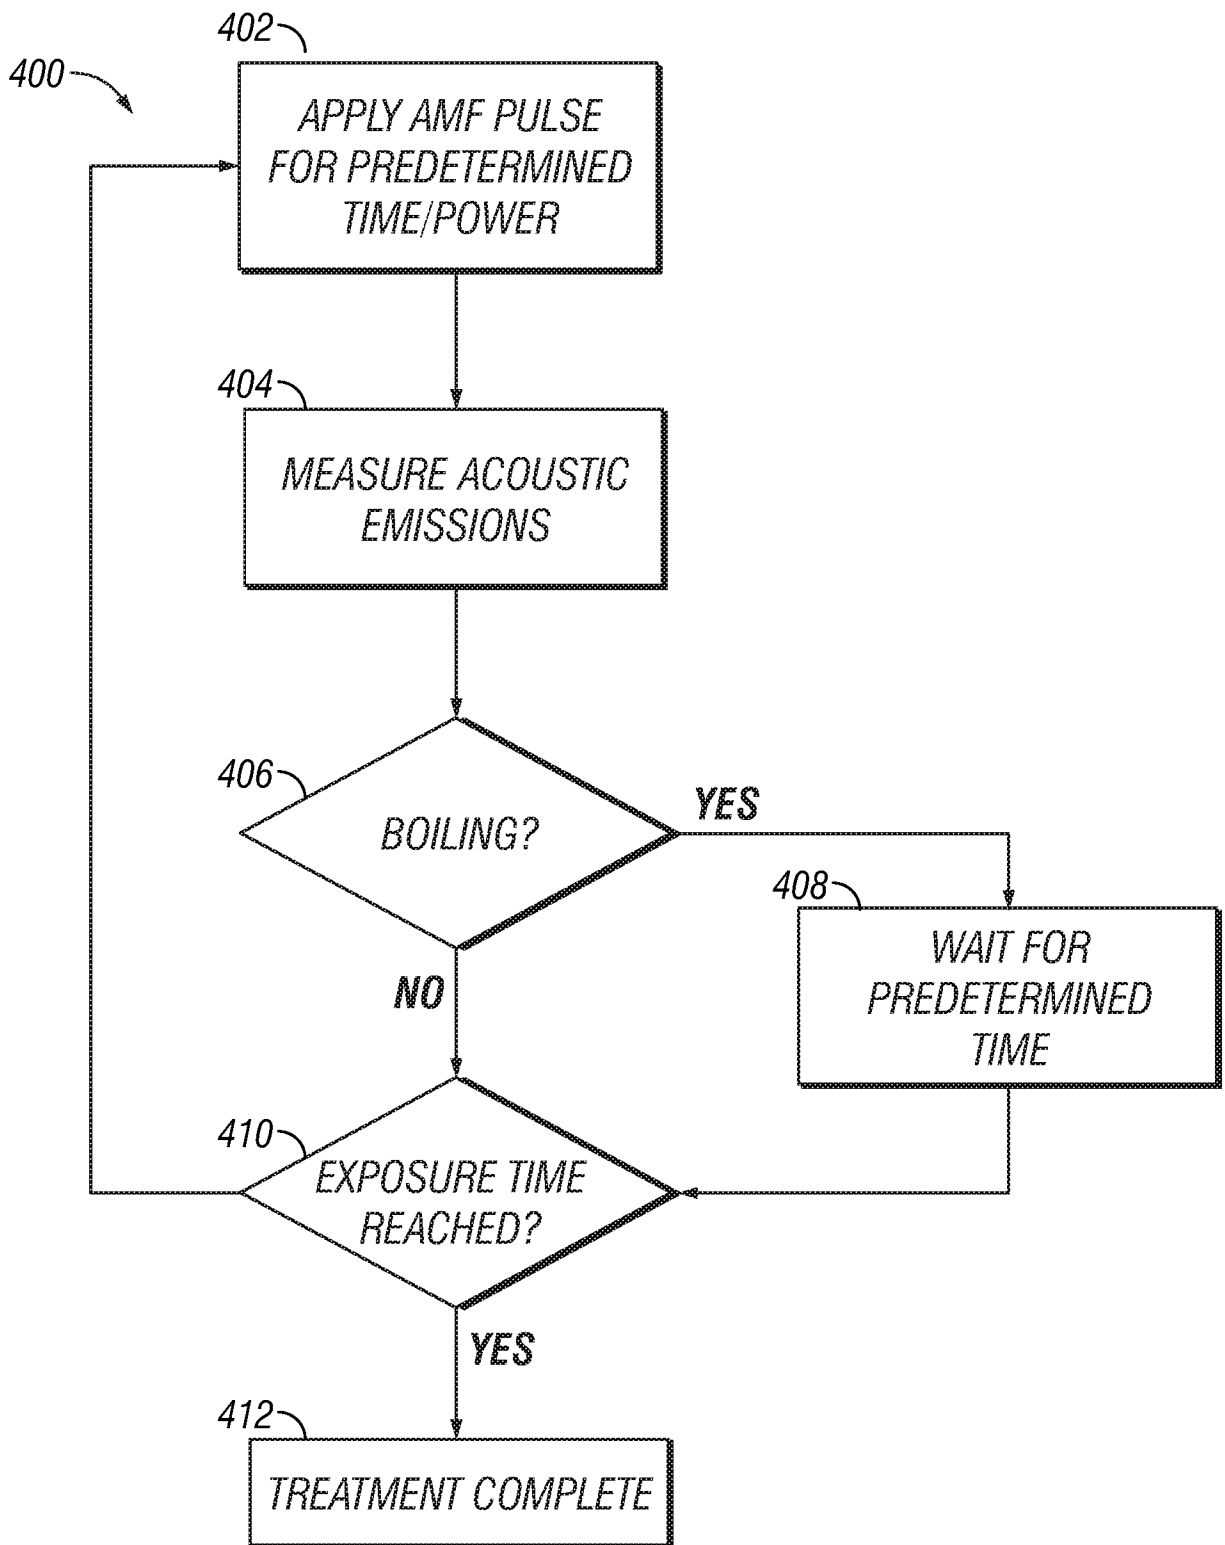 402
400
APPLY AMF PULSE
FOR PREDETERMINED
TIME/POWER
404
MEASURE ACOUSTIC
EMISSIONS
406
BOILING?
YES
408
WAIT FOR
PREDETERMINED
TIME
NO
410
EXPOSURE TIME
REACHED?
YES
412
TREATMENT COMPLETE